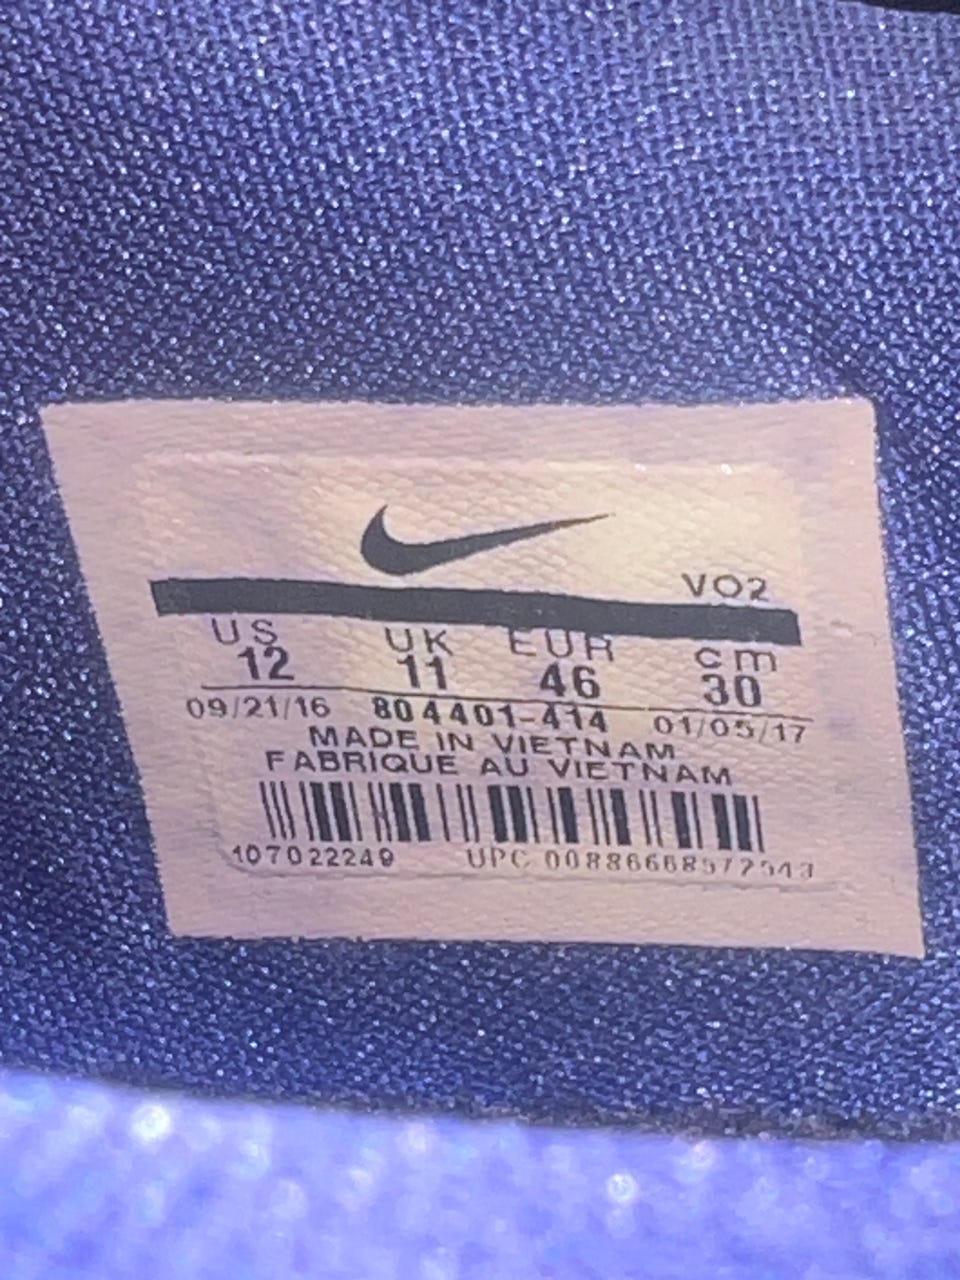 VO2
US UK EUR cm
12 11 46 30
09/21/16 804401-414 01/05/17
MADE IN VIETNAM
FABRIQUE AU VIETNAM
107022249 UPC